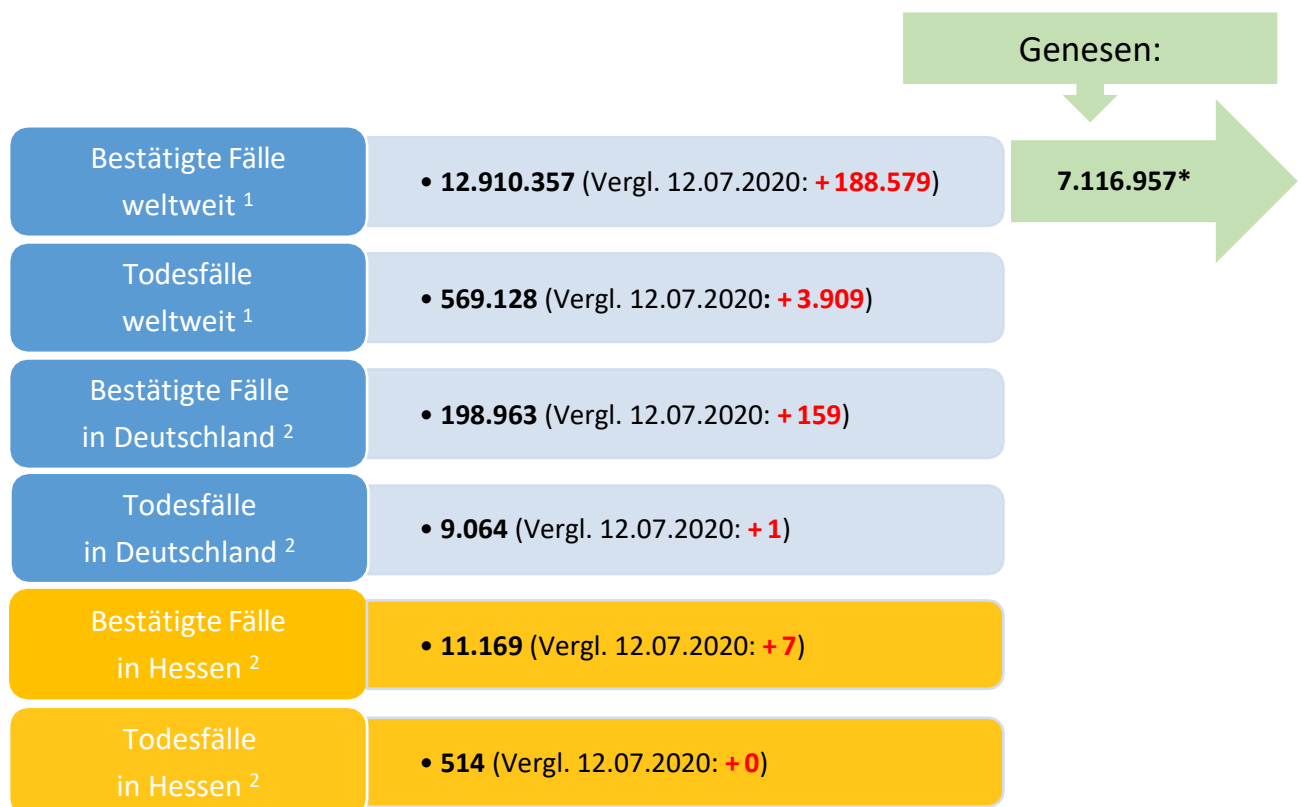 Genesen:
Bestätigte Fälle
weltweit ¹
• 12.910.357 (Vergl. 12.07.2020: + 188.579)
7.116.957*
Todesfälle
weltweit ¹
• 569.128 (Vergl. 12.07.2020: + 3.909)
Bestätigte Fälle
in Deutschland ²
• 198.963 (Vergl. 12.07.2020: + 159)
Todesfälle
in Deutschland ²
• 9.064 (Vergl. 12.07.2020: + 1)
Bestätigte Fälle
in Hessen ²
• 11.169 (Vergl. 12.07.2020: + 7)
Todesfälle
in Hessen ²
• 514 (Vergl. 12.07.2020: + 0)